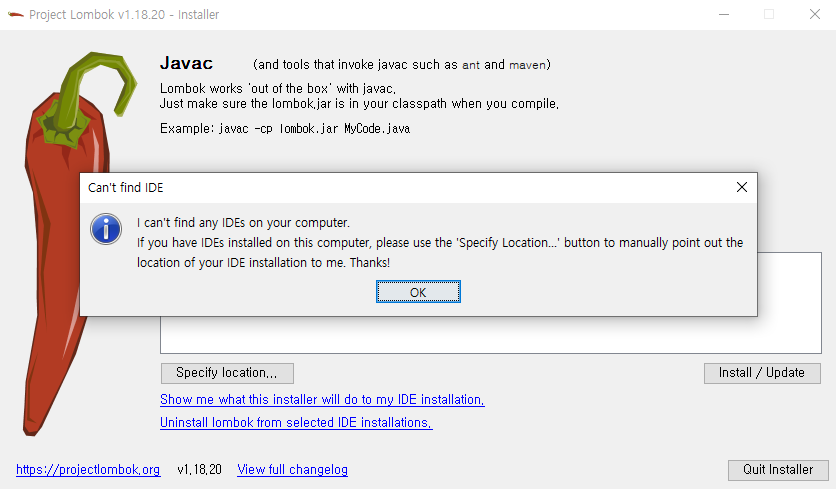 Project Lombok v1.18.20 - Installer
Javac (and tools that invoke javac such as ant and maven)
Lombok works 'out of the box' with javac.
Just make sure the lombok.jar is in your classpath when you compile.
Example: javac -cp lombok.jar MyCode.java
Can't find IDE
I can't find any IDEs on your computer.
If you have IDEs installed on this computer, please use the 'Specify Location...' button to manually point out the
location of your IDE installation to me. Thanks!
OK
Specify location... Install / Update
Show me what this installer will do to my IDE installation.
Uninstall lombok from selected IDE installations.
https://projectlombok.org v1.18.20 View full changelog Quit Installer